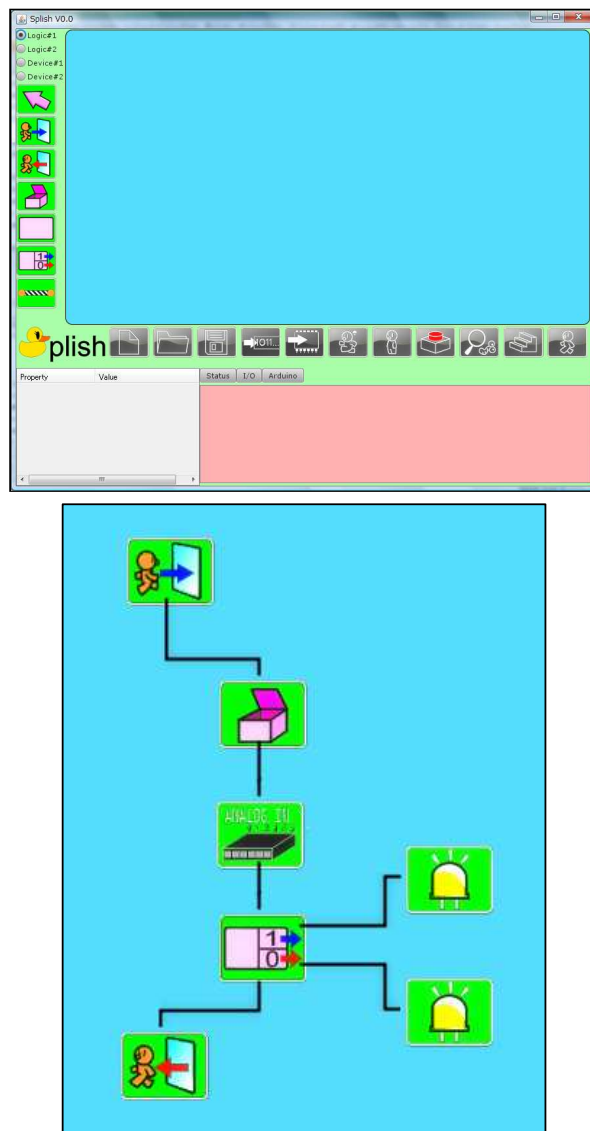 Splish V0.0
Logic#1
Logic#2
Device#1
Device#2
1
0
plish
1011...
Property Value
Status I/O Arduino
ANALOG IN
1
0